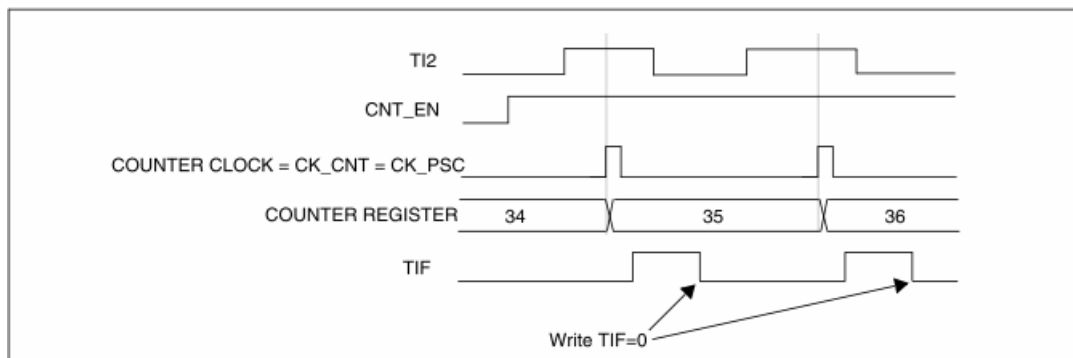 TI2
CNT_EN
COUNTER CLOCK = CK_CNT = CK_PSC
COUNTER REGISTER 34 35 36
TIF
Write TIF=0